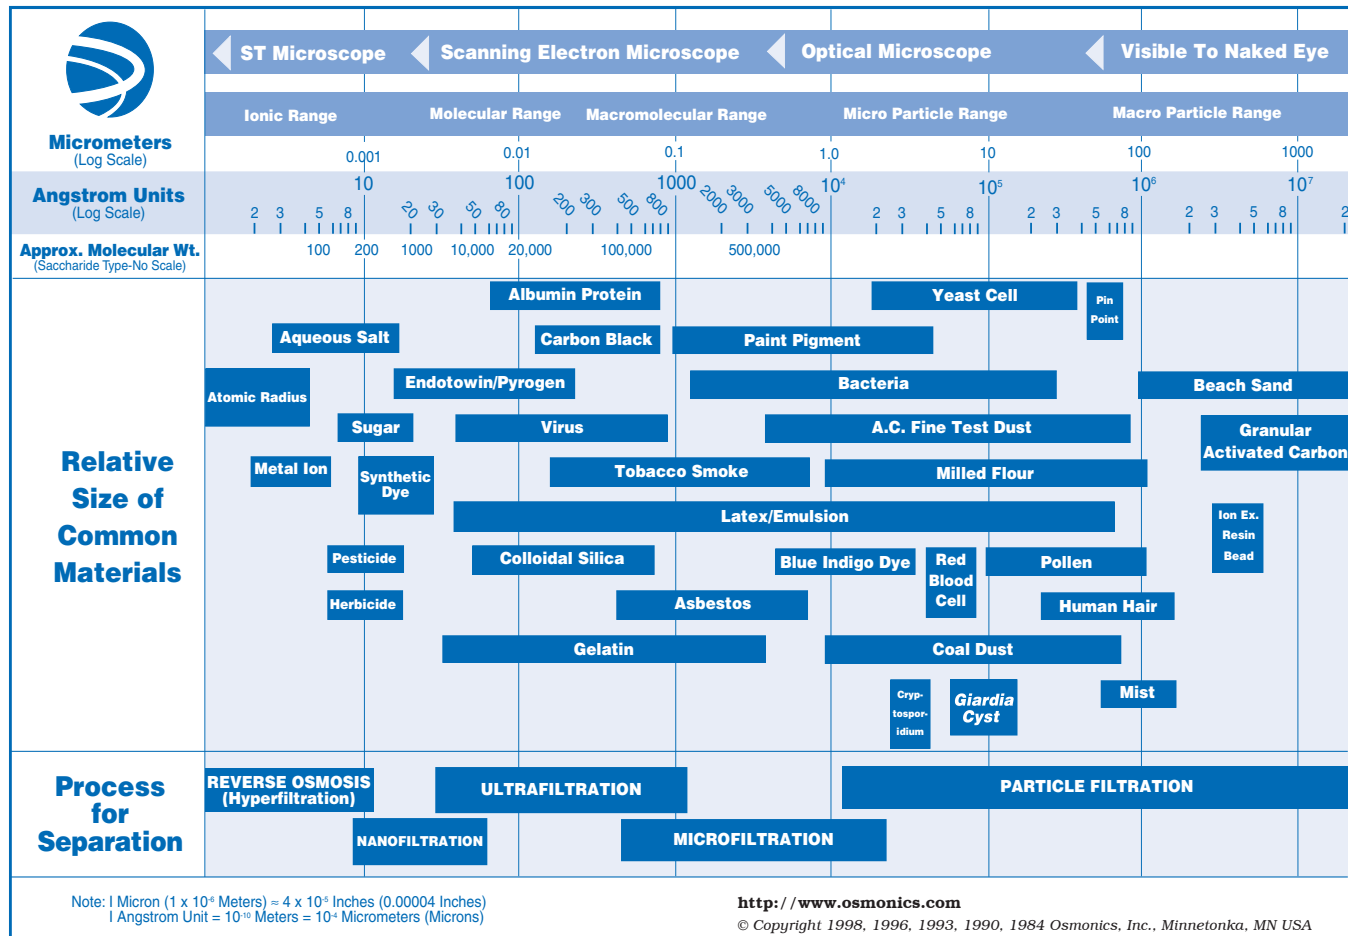 ST Microscope
Scanning Electron Microscope
Optical Microscope
Visible To Naked Eye
Ionic Range
Molecular Range
Macromolecular Range
Micro Particle Range
Macro Particle Range
Micrometers
(Log Scale)
0.001
0.01
0.1
1.0
10
100
1000
Angstrom Units
(Log Scale)
10
100
1000
10⁴
10⁵
10⁶
10⁷
2 3 5 8 20 30 50 80 200 300 500 800 2000 3000 5000 8000 2 3 5 8 2 3 5 8 2 3 5 8 2
Approx. Molecular Wt.
(Saccharide Type-No Scale)
100 200 1000 10,000 20,000 100,000 500,000
Relative
Size of
Common
Materials
Albumin Protein
Yeast Cell
Pin
Point
Aqueous Salt
Carbon Black
Paint Pigment
Atomic Radius
Endotowin/Pyrogen
Bacteria
Beach Sand
Sugar
Virus
A.C. Fine Test Dust
Granular
Activated Carbon
Metal Ion
Synthetic
Dye
Tobacco Smoke
Milled Flour
Latex/Emulsion
Ion Ex.
Resin
Bead
Pesticide
Colloidal Silica
Blue Indigo Dye
Red
Blood
Cell
Pollen
Herbicide
Asbestos
Human Hair
Gelatin
Coal Dust
Cryp-
tospor-
idium
Giardia
Cyst
Mist
Process
for
Separation
REVERSE OSMOSIS
(Hyperfiltration)
ULTRAFILTRATION
PARTICLE FILTRATION
NANOFILTRATION
MICROFILTRATION
Note: I Micron (1 x 10⁻⁶ Meters) ≈ 4 x 10⁻⁵ Inches (0.00004 Inches)
I Angstrom Unit = 10⁻¹⁰ Meters = 10⁻⁴ Micrometers (Microns)
http://www.osmonics.com
© Copyright 1998, 1996, 1993, 1990, 1984 Osmonics, Inc., Minnetonka, MN USA